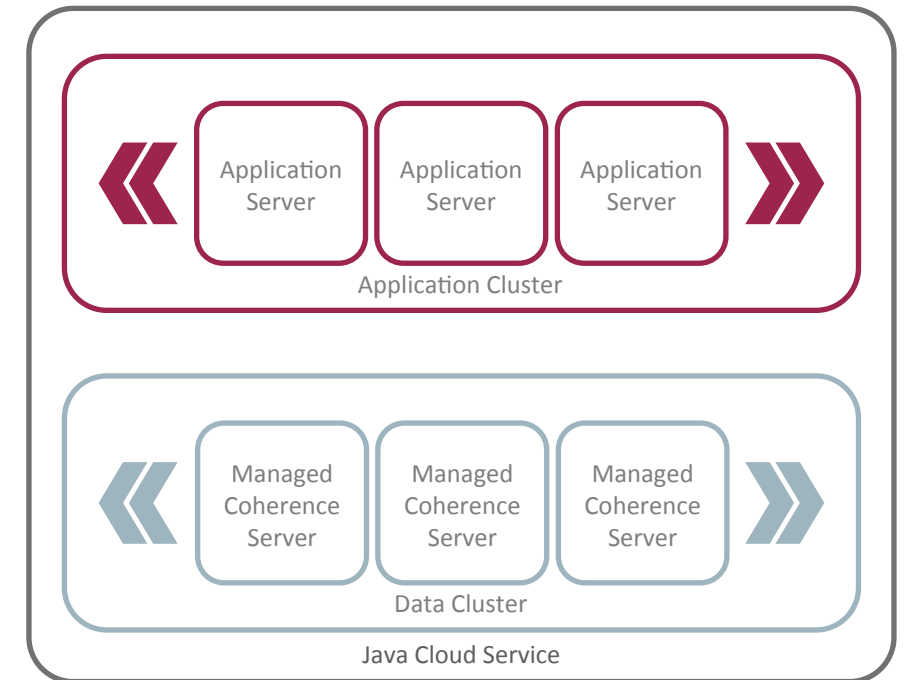 Application Application Application
Server Server Server
Application Cluster
Managed Managed Managed
Coherence Coherence Coherence
Server Server Server
Data Cluster
Java Cloud Service